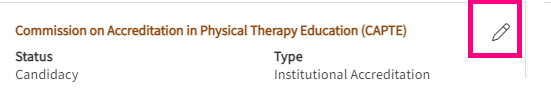 Commission on Accreditation in Physical Therapy Education (CAPTE)
Status Type
Candidacy Institutional Accreditation